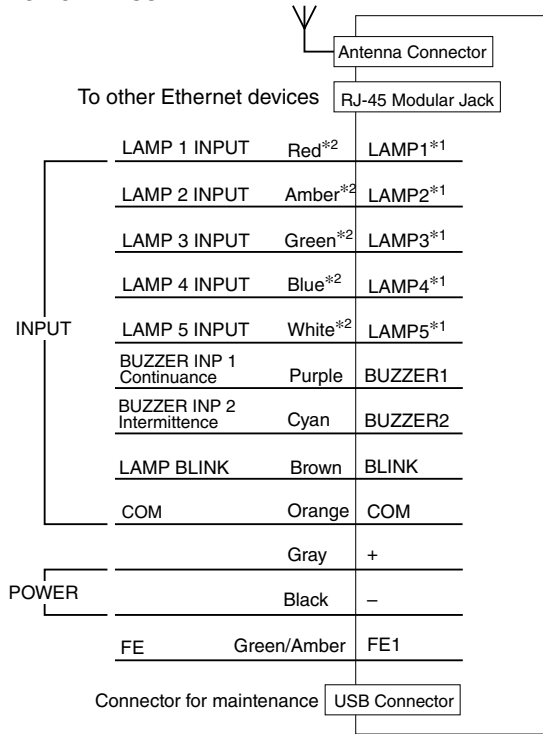 Antenna Connector
To other Ethernet devices RJ-45 Modular Jack
LAMP 1 INPUT Red*2 LAMP1*1
LAMP 2 INPUT Amber*2 LAMP2*1
LAMP 3 INPUT Green*2 LAMP3*1
LAMP 4 INPUT Blue*2 LAMP4*1
INPUT
LAMP 5 INPUT White*2 LAMP5*1
BUZZER INP 1
Continuance Purple BUZZER1
BUZZER INP 2
Intermittence Cyan BUZZER2
LAMP BLINK Brown BLINK
COM Orange COM
Gray +
POWER
Black –
FE Green/Amber FE1
Connector for maintenance USB Connector